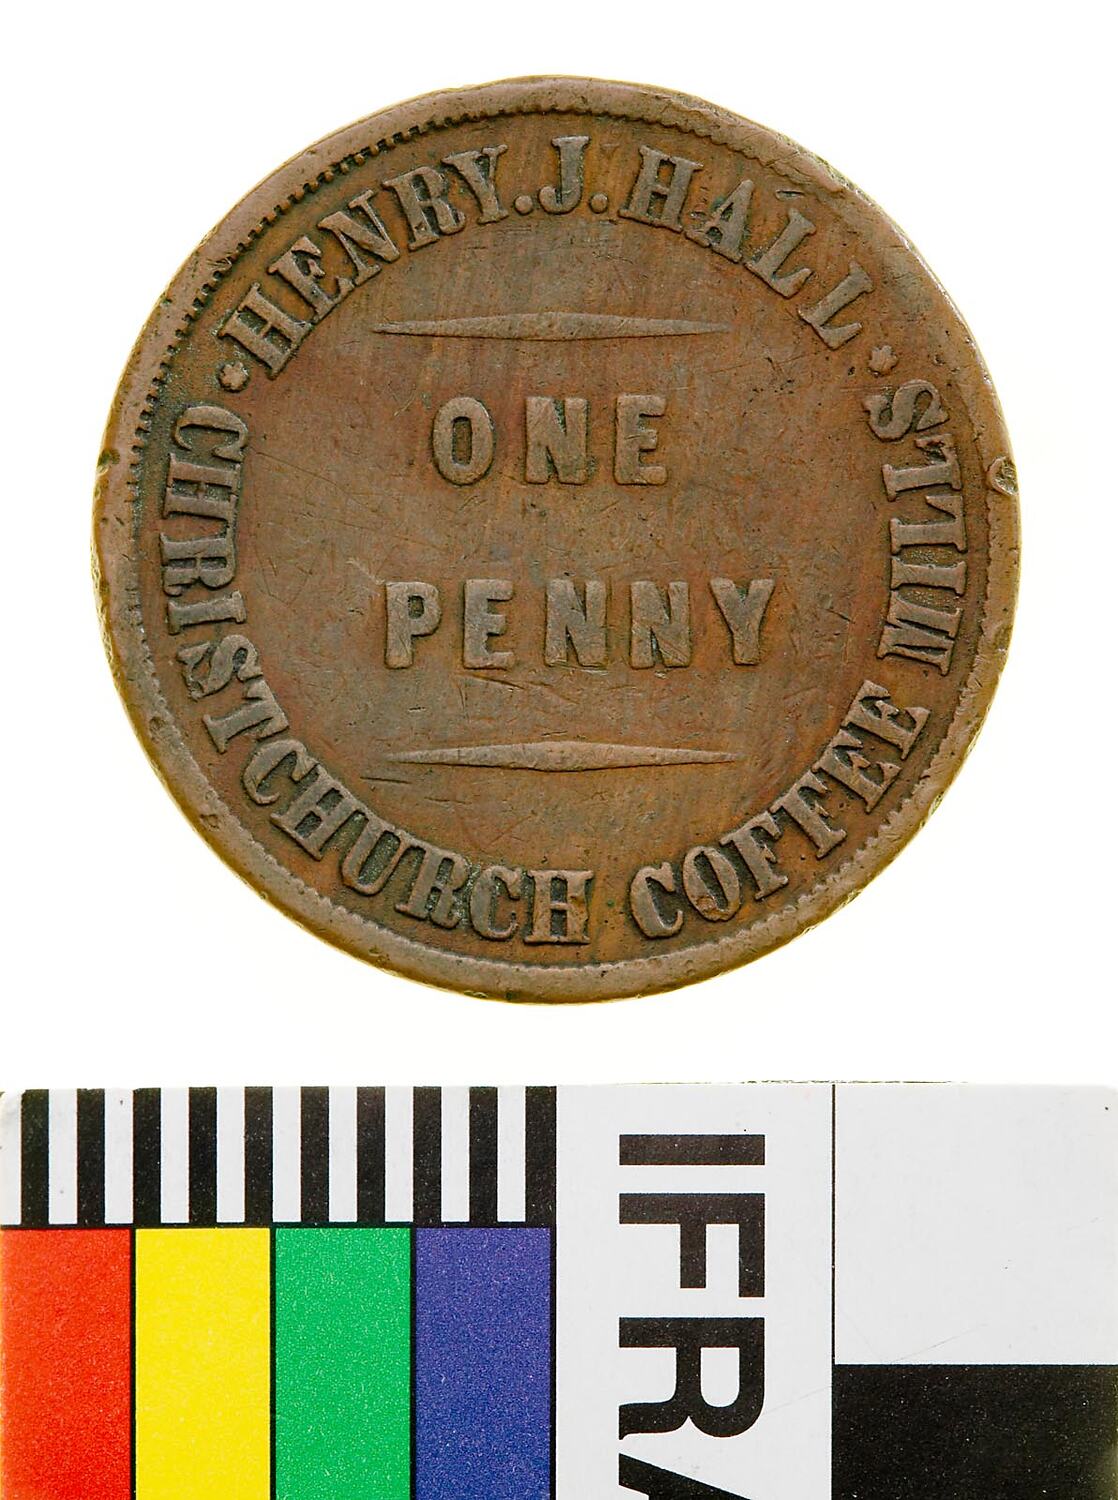 HENRY.J.HALL
ONE
PENNY
CHRISTCHURCH COFFEE MILLS
IFRA